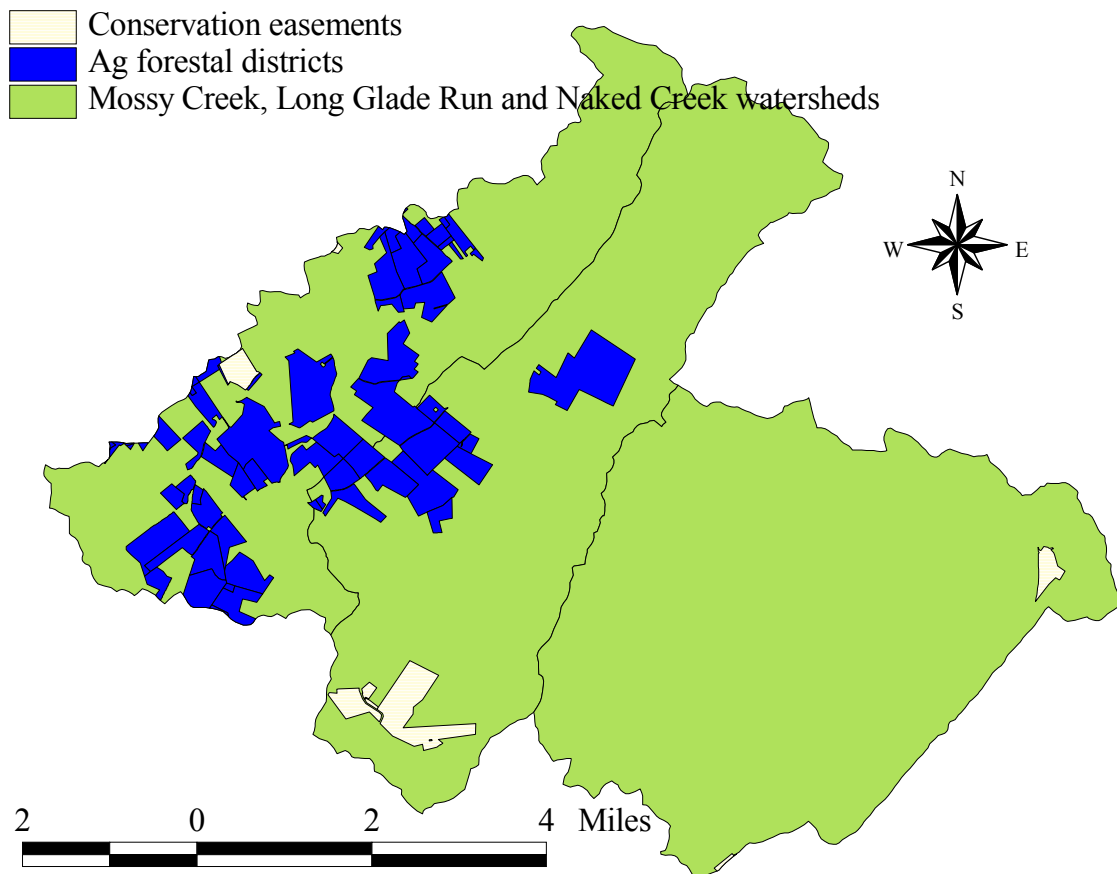 Conservation easements
Ag forestal districts
Mossy Creek, Long Glade Run and Naked Creek watersheds
N
W E
S
2 0 2 4 Miles